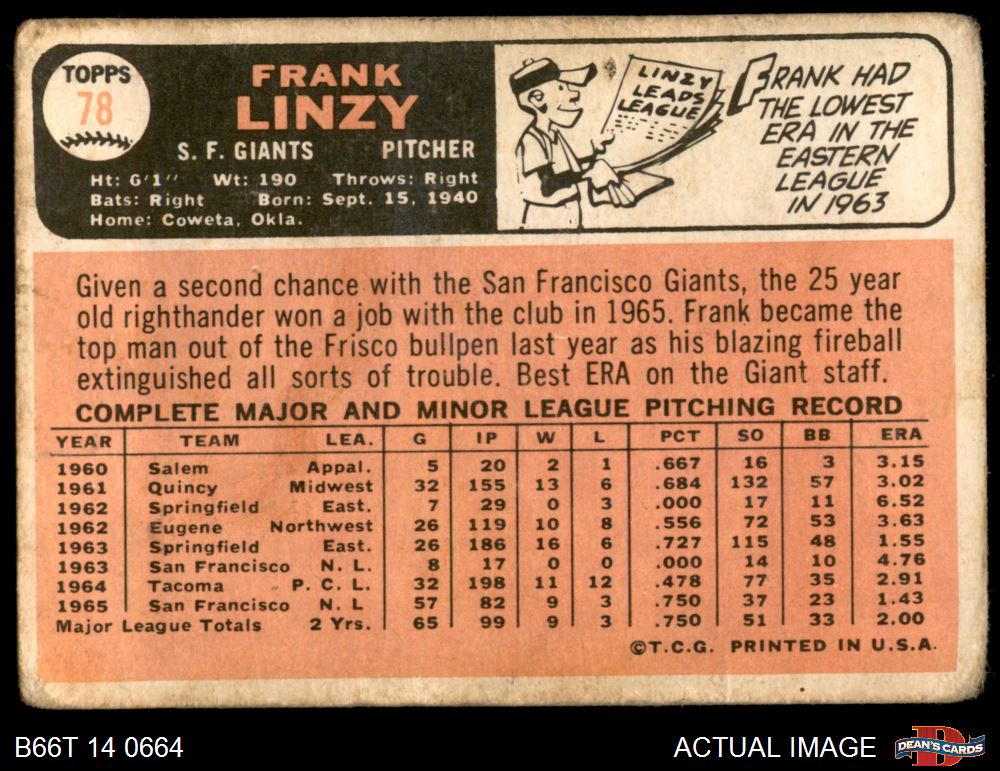 TOPPS
78
FRANK
LINZY
S. F. GIANTS PITCHER
Ht: 6'1" Wt: 190 Throws: Right
Bats: Right Born: Sept. 15, 1940
Home: Coweta, Okla.
LINZY
LEADS
LEAGUE
FRANK HAD
THE LOWEST
ERA IN THE
EASTERN
LEAGUE
IN 1963
Given a second chance with the San Francisco Giants, the 25 year
old righthander won a job with the club in 1965. Frank became the
top man out of the Frisco bullpen last year as his blazing fireball
extinguished all sorts of trouble. Best ERA on the Giant staff.
COMPLETE MAJOR AND MINOR LEAGUE PITCHING RECORD
YEAR TEAM LEA. G IP W L PCT SO BB ERA
1960 Salem Appal. 5 20 2 1 .667 16 3 3.15
1961 Quincy Midwest 32 155 13 6 .684 132 57 3.02
1962 Springfield East. 7 29 0 3 .000 17 11 6.52
1962 Eugene Northwest 26 119 10 8 .556 72 53 3.63
1963 Springfield East. 26 186 16 6 .727 115 48 1.55
1963 San Francisco N. L. 8 17 0 0 .000 14 10 4.76
1964 Tacoma P. C. L. 32 198 11 12 .478 77 35 2.91
1965 San Francisco N. L 57 82 9 3 .750 37 23 1.43
Major League Totals 2 Yrs. 65 99 9 3 .750 51 33 2.00
©T.C.G. PRINTED IN U.S.A.
B66T 14 0664 ACTUAL IMAGE
D
DEAN'S CARDS